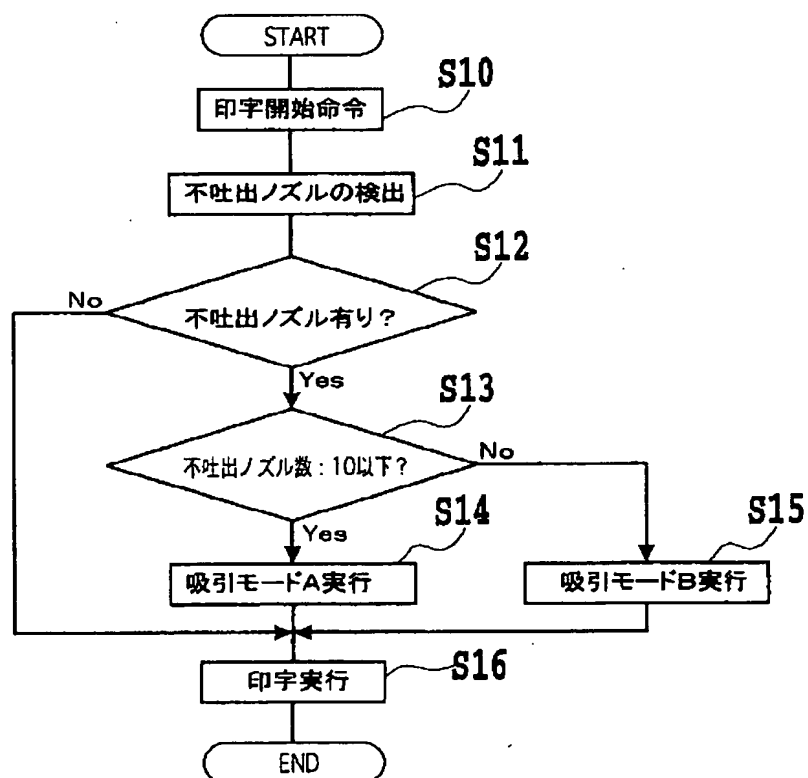 START
S10
印字開始命令
S11
不吐出ノズルの検出
S12
No
不吐出ノズル有り?
Yes
S13
不吐出ノズル数:10以下?
No
Yes
S14
S15
吸引モードA実行
吸引モードB実行
S16
印字実行
END